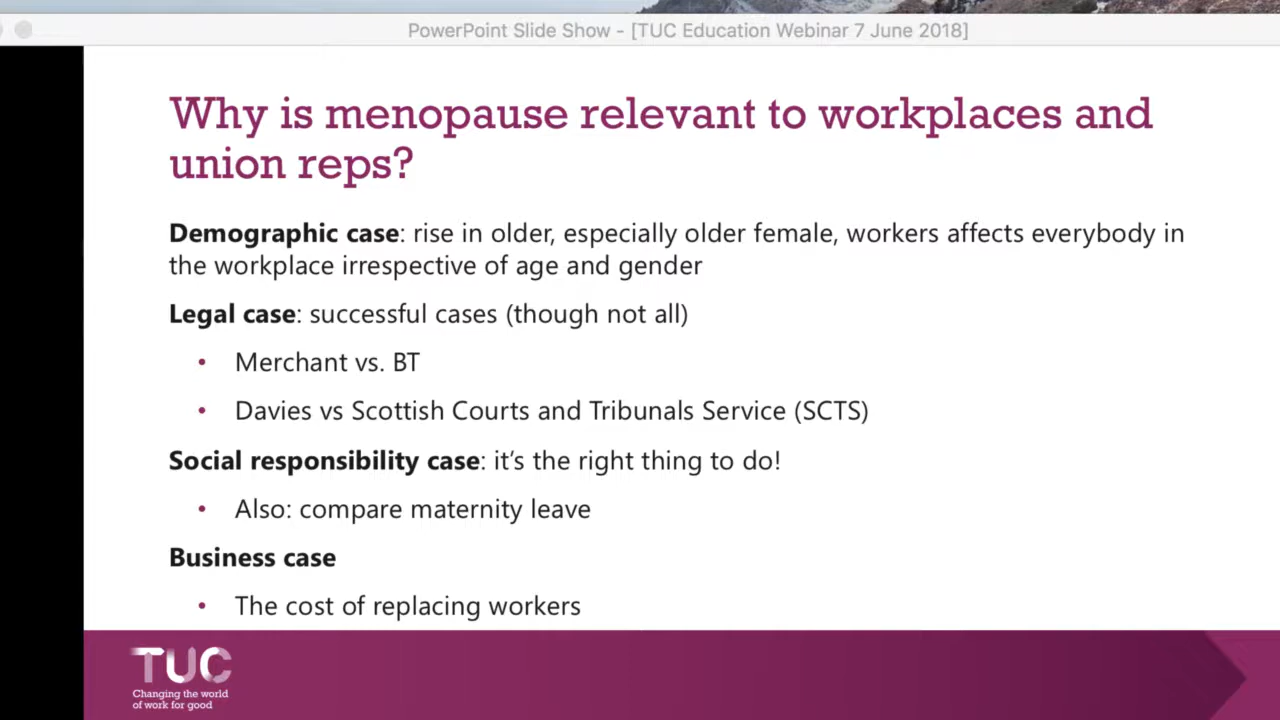 PowerPoint Slide Show - [TUC Education Webinar 7 June 2018]
Why is menopause relevant to workplaces and
union reps?
Demographic case: rise in older, especially older female, workers affects everybody in
the workplace irrespective of age and gender
Legal case: successful cases (though not all)
• Merchant vs. BT
• Davies vs Scottish Courts and Tribunals Service (SCTS)
Social responsibility case: it's the right thing to do!
• Also: compare maternity leave
Business case
• The cost of replacing workers
TUC
Changing the world
of work for good